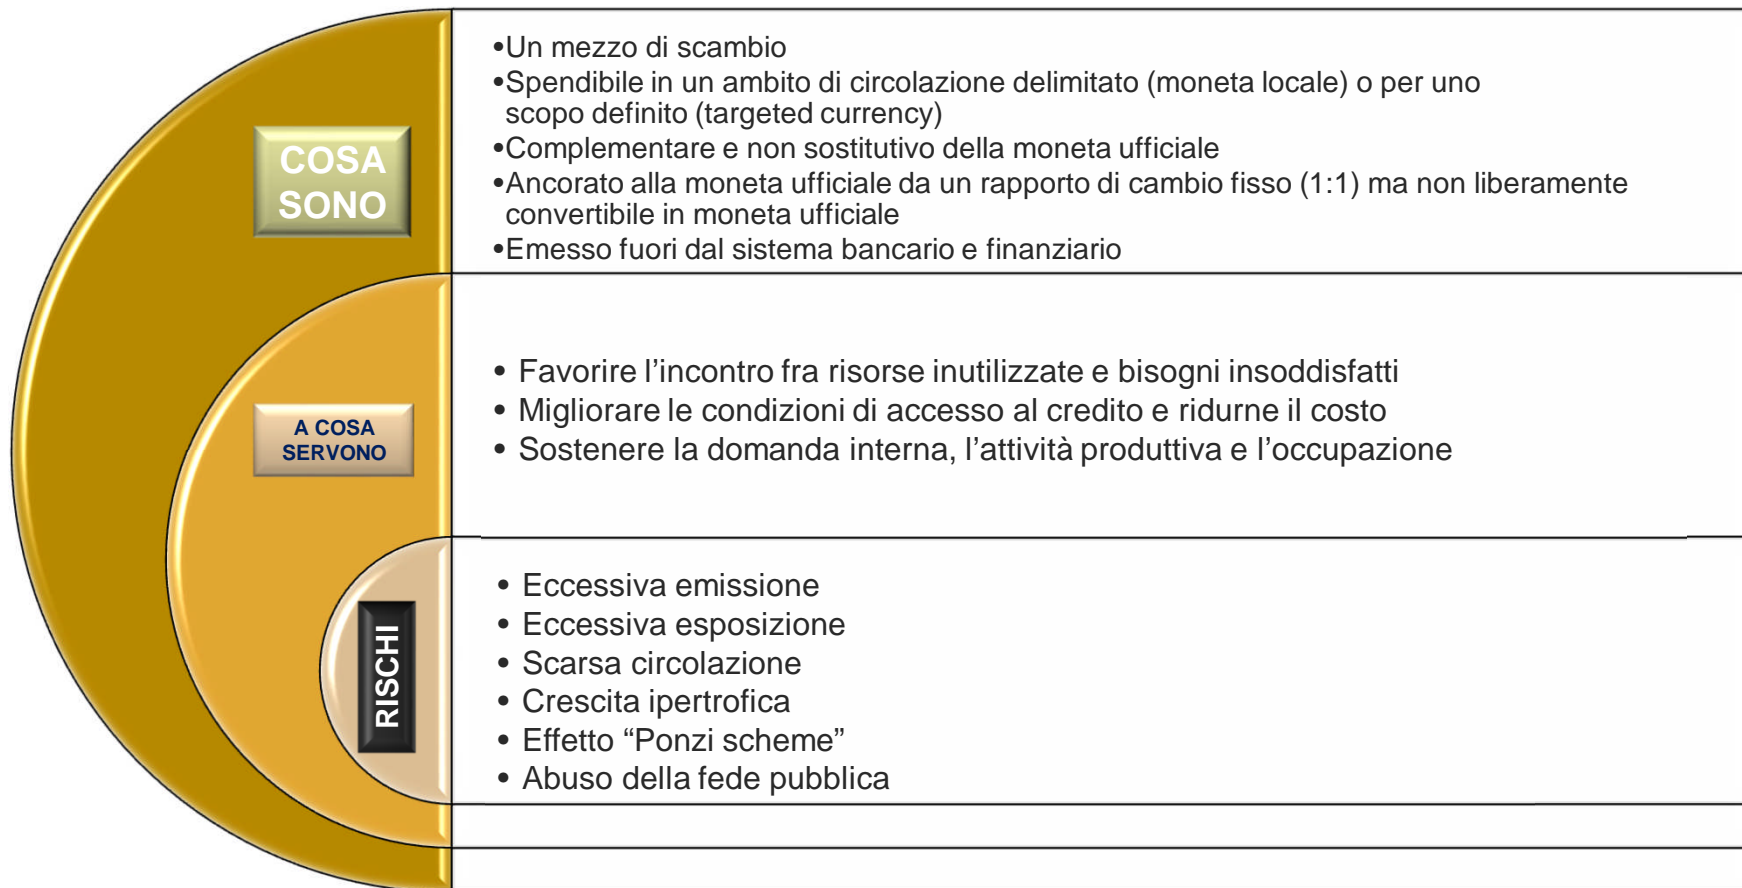 COSA
SONO
•Un mezzo di scambio
•Spendibile in un ambito di circolazione delimitato (moneta locale) o per uno
scopo definito (targeted currency)
•Complementare e non sostitutivo della moneta ufficiale
•Ancorato alla moneta ufficiale da un rapporto di cambio fisso (1:1) ma non liberamente
convertibile in moneta ufficiale
•Emesso fuori dal sistema bancario e finanziario
A COSA
SERVONO
• Favorire l’incontro fra risorse inutilizzate e bisogni insoddisfatti
• Migliorare le condizioni di accesso al credito e ridurne il costo
• Sostenere la domanda interna, l’attività produttiva e l’occupazione
RISCHI
• Eccessiva emissione
• Eccessiva esposizione
• Scarsa circolazione
• Crescita ipertrofica
• Effetto “Ponzi scheme”
• Abuso della fede pubblica